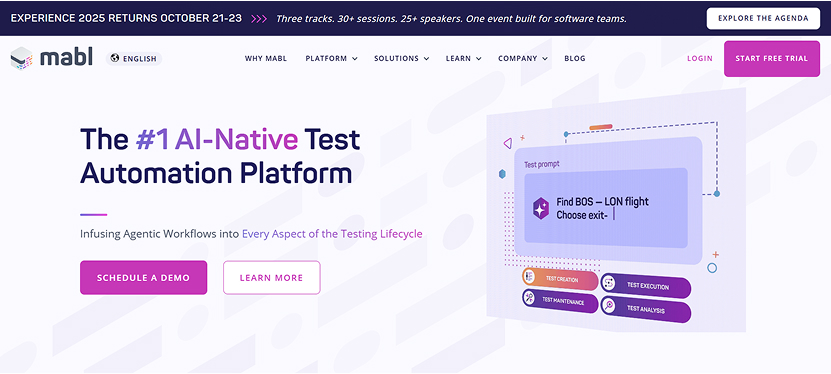 EXPERIENCE 2025 RETURNS OCTOBER 21-23 >>> Three tracks. 30+ sessions. 25+ speakers. One event built for software teams. EXPLORE THE AGENDA
mabl ENGLISH WHY MABL PLATFORM SOLUTIONS LEARN COMPANY BLOG LOGIN START FREE TRIAL
The #1 AI-Native Test
Automation Platform
Infusing Agentic Workflows into Every Aspect of the Testing Lifecycle
SCHEDULE A DEMO LEARN MORE
Test prompt
Find BOS – LON flight
Choose exit-
TEST CREATION TEST EXECUTION
TEST MAINTENANCE TEST ANALYSIS